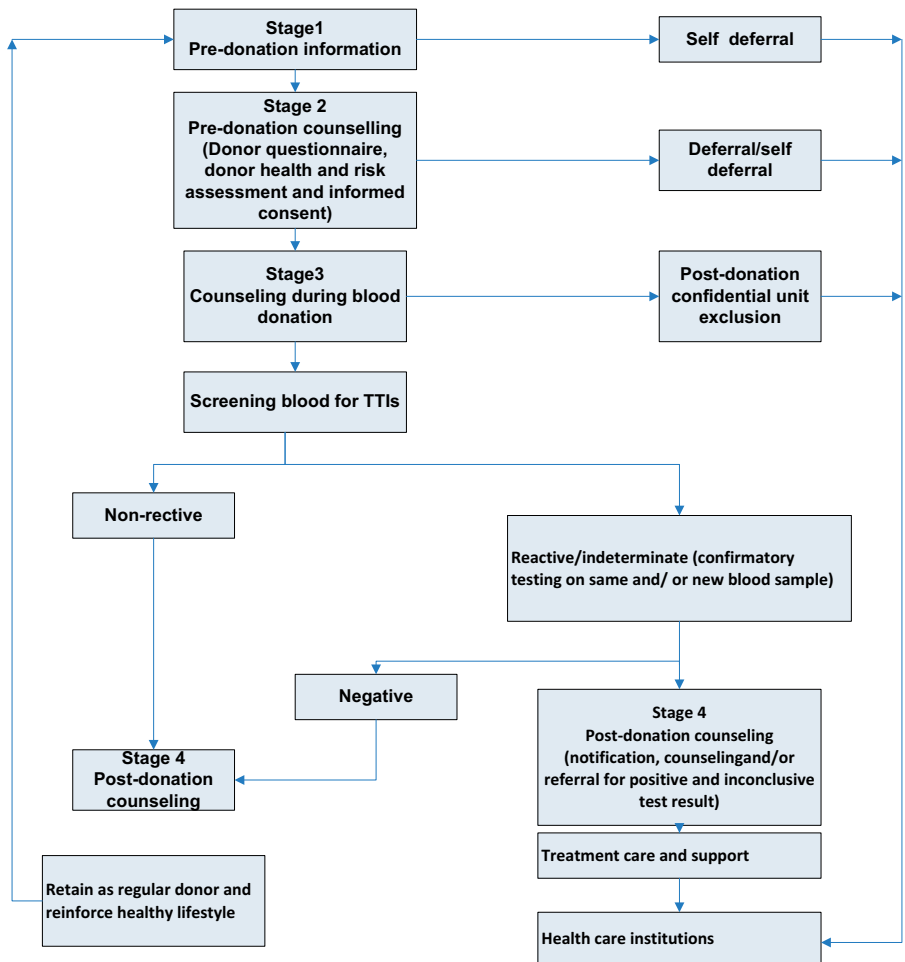 Stage1
Pre-donation information
Self deferral
Stage 2
Pre-donation counselling
(Donor questionnaire,
donor health and risk
assessment and informed
consent)
Deferral/self
deferral
Stage3
Counseling during blood
donation
Post-donation
confidential unit
exclusion
Screening blood for TTIs
Non-rective
Reactive/indeterminate (confirmatory
testing on same and/ or new blood sample)
Negative
Stage 4
Post-donation
counseling
Stage 4
Post-donation counseling
(notification, counselingand/or
referral for positive and inconclusive
test result)
Treatment care and support
Retain as regular donor and
reinforce healthy lifestyle
Health care institutions